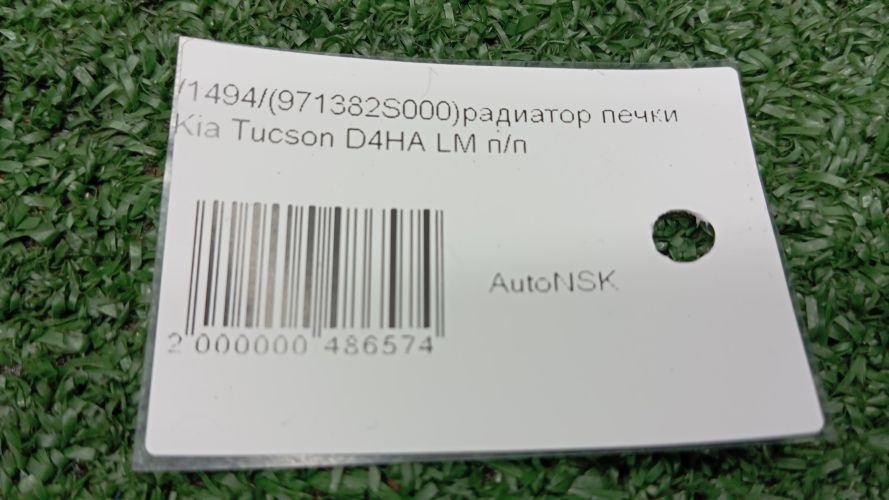 /1494/(971382S000)радиатор печки
Kia Tucson D4HA LM п/п
AutoNSK
2 000000 486574